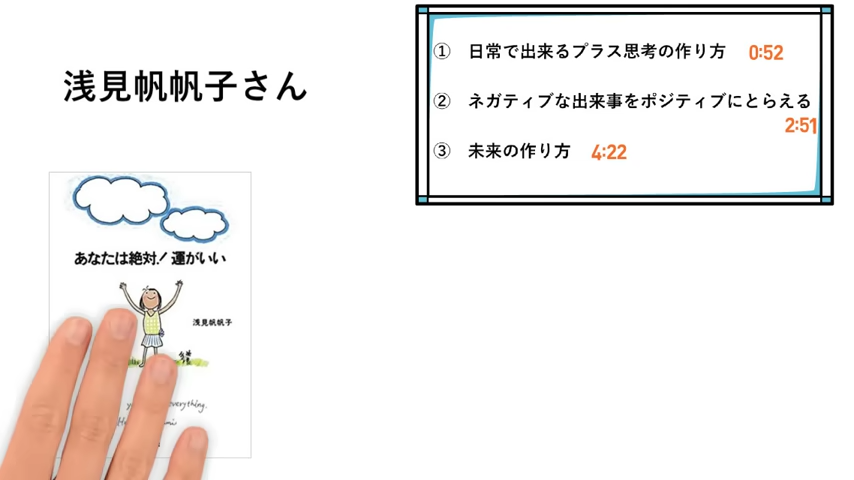 浅見帆帆子さん
① 日常で出来るプラス思考の作り方 0:52
② ネガティブな出来事をポジティブにとらえる
2:51
③ 未来の作り方 4:22
あなたは絶対！運がいい
浅見帆帆子
everything.